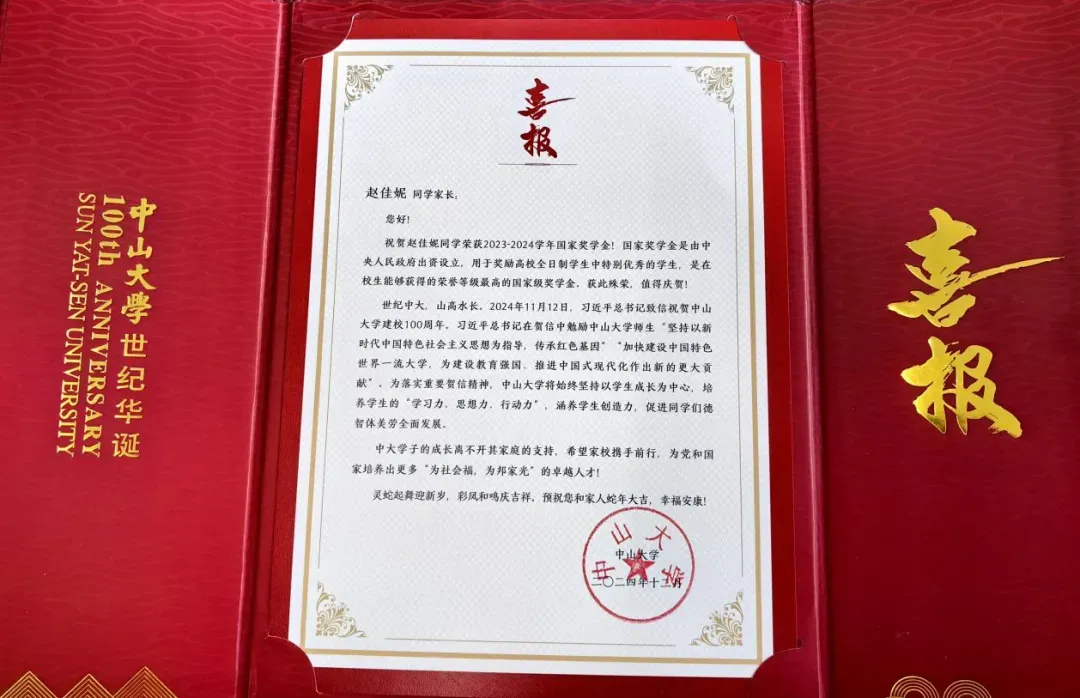 中山大學世纪华诞
100th ANNIVERSARY
SUN YAT-SEN UNIVERSITY
喜报
赵佳妮 同学家长：
您好！
祝贺赵佳妮同学荣获2023-2024学年国家奖学金！国家奖学金是由中
央人民政府出资设立，用于奖励高校全日制学生中特别优秀的学生，是在
校生能够获得的荣誉等级最高的国家级奖学金。获此殊荣，值得庆贺！
世纪中大，山高水长。2024年11月12日，习近平总书记致信祝贺中山
大学建校100周年。习近平总书记在贺信中勉励中山大学师生“坚持以新
时代中国特色社会主义思想为指导，传承红色基因”“加快建设中国特色
世界一流大学，为建设教育强国、推进中国式现代化作出新的更大贡
献”。为落实重要贺信精神，中山大学将始终坚持以学生成长为中心，培
养学生的“学习力、思想力、行动力”，涵养学生创造力，促进同学们德
智体美劳全面发展。
中大学子的成长离不开其家庭的支持，希望家校携手前行，为党和国
家培养出更多“为社会福，为邦家光”的卓越人才！
灵蛇起舞迎新岁，彩凤和鸣庆吉祥。预祝您和家人蛇年大吉，幸福安康！
中山大学
二〇二四年十二月
中山大学
喜报